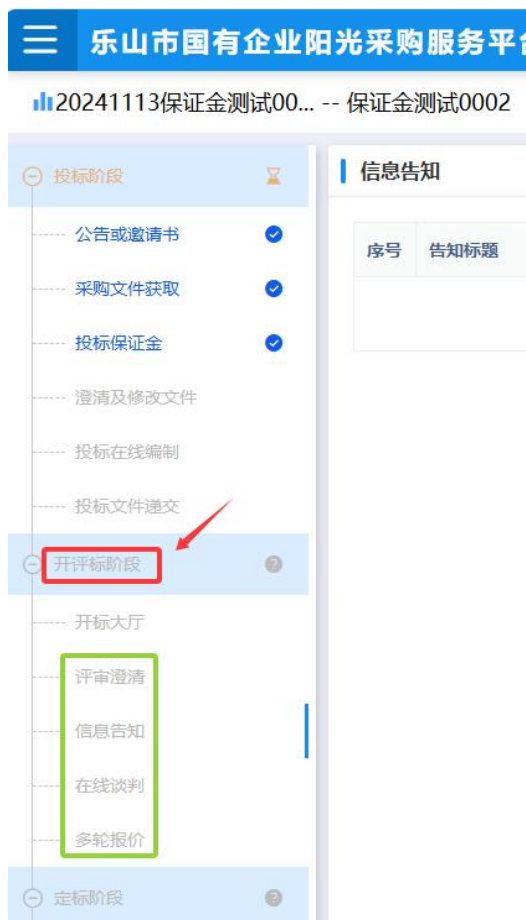 乐山市国有企业阳光采购服务平台
20241113保证金测试00... -- 保证金测试0002
投标阶段
信息告知
公告或邀请书
序号 告知标题
采购文件获取
投标保证金
澄清及修改文件
投标在线编制
投标文件递交
开评标阶段
开标大厅
评审澄清
信息告知
在线谈判
多轮报价
定标阶段